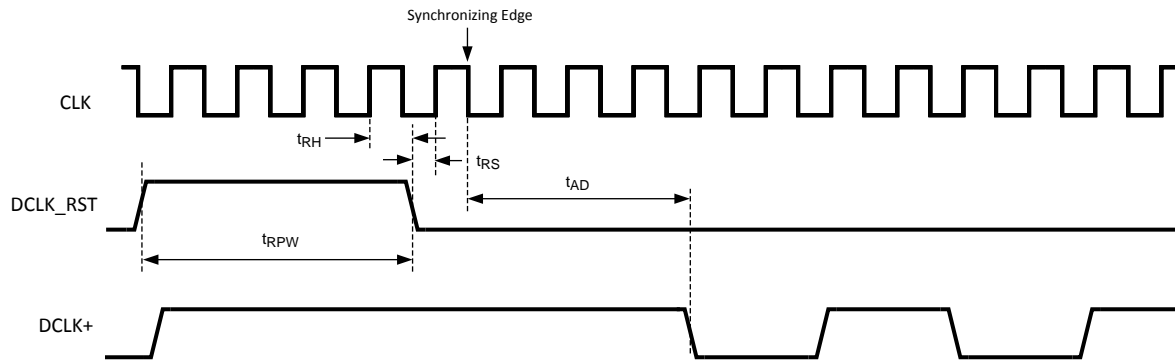 Synchronizing Edge
CLK
tRH
tRS
tAD
DCLK_RST
tRPW
DCLK+